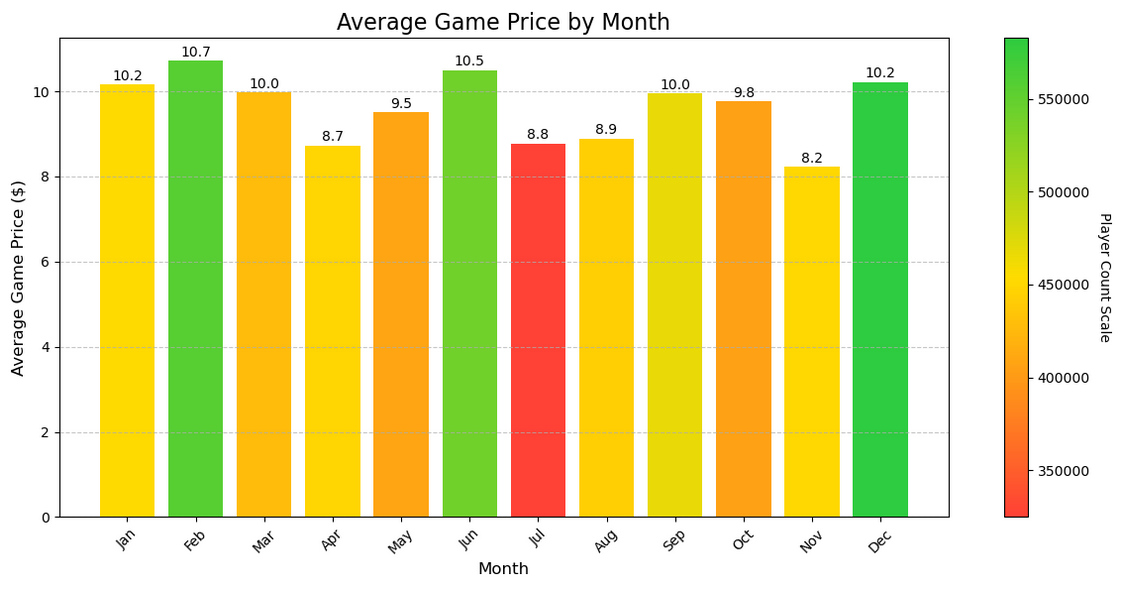 Average Game Price by Month
Average Game Price ($)
10
8
6
4
2
0
10.2
10.7
10.0
8.7
9.5
10.5
8.8
8.9
10.0
9.8
8.2
10.2
Jan
Feb
Mar
Apr
May
Jun
Jul
Aug
Sep
Oct
Nov
Dec
Month
550000
500000
450000
400000
350000
Player Count Scale